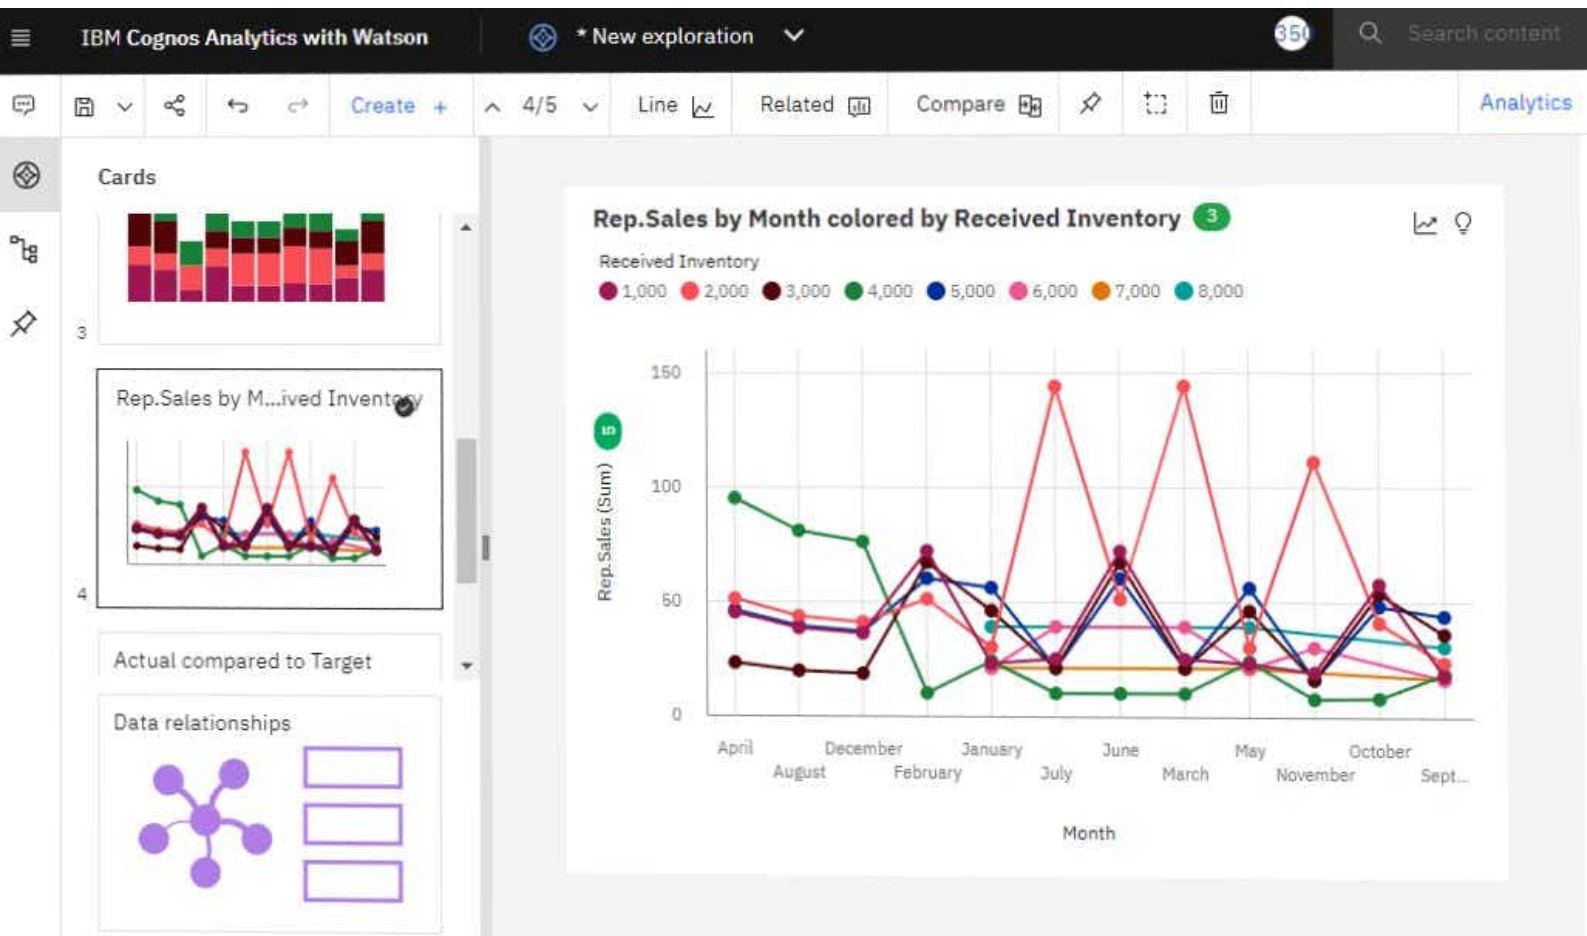 IBM Cognos Analytics with Watson
* New exploration
350
Search content
Create +
4/5
Line
Related
Compare
Analytics
Cards
3
Rep.Sales by M...ived Inventory
4
Actual compared to Target
Data relationships
Rep.Sales by Month colored by Received Inventory 3
Received Inventory
1,000 2,000 3,000 4,000 5,000 6,000 7,000 8,000
150
100
50
0
5
Rep.Sales (Sum)
April December January June May October
August February July March November Sept...
Month